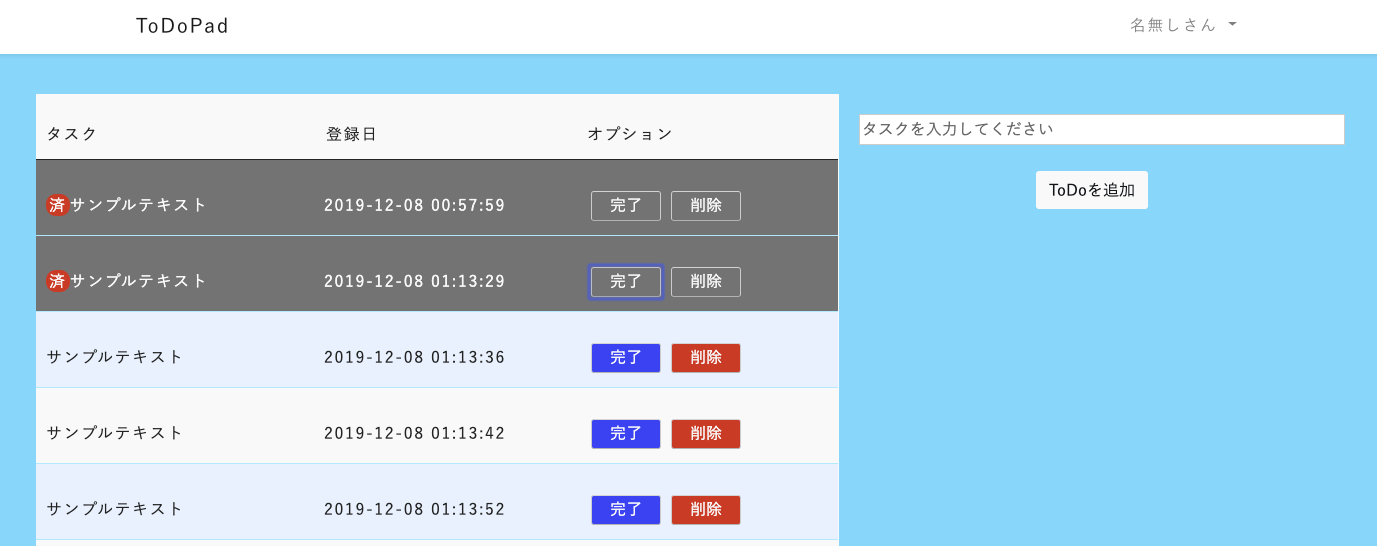 ToDoPad 名無しさん
タスク 登録日 オプション
タスクを入力してください
ToDoを追加
済 サンプルテキスト 2019-12-08 00:57:59 完了 削除
済 サンプルテキスト 2019-12-08 01:13:29 完了 削除
サンプルテキスト 2019-12-08 01:13:36 完了 削除
サンプルテキスト 2019-12-08 01:13:42 完了 削除
サンプルテキスト 2019-12-08 01:13:52 完了 削除